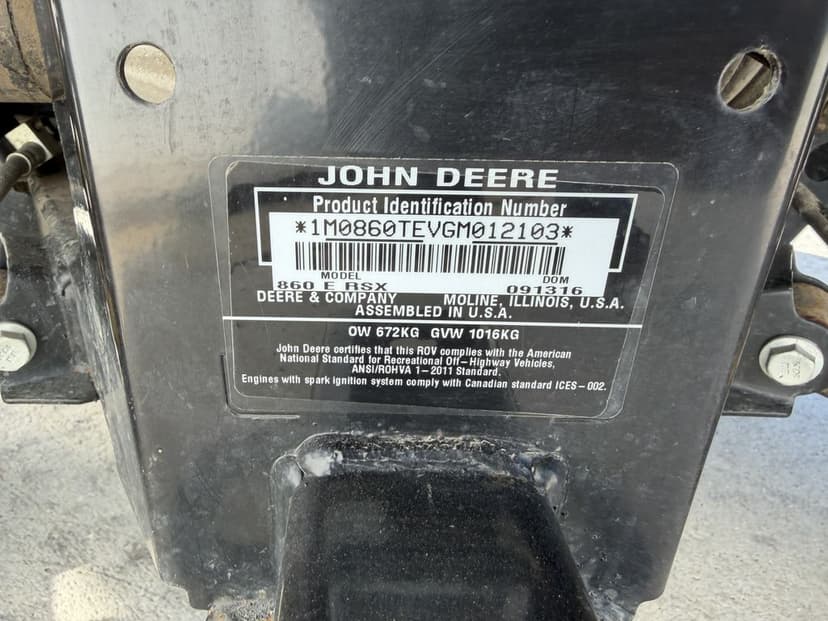 JOHN DEERE
Product Identification Number
*1M0860TEVGM012103*
MODEL DOM
860 E RSX 091316
DEERE & COMPANY MOLINE, ILLINOIS, U.S.A.
ASSEMBLED IN U.S.A.
OW 672KG GVW 1016KG
John Deere certifies that this ROV complies with the American
National Standard for Recreational Off-Highway Vehicles,
ANSI/ROHVA 1-2011 Standard.
Engines with spark ignition system comply with Canadian standard ICES-002.